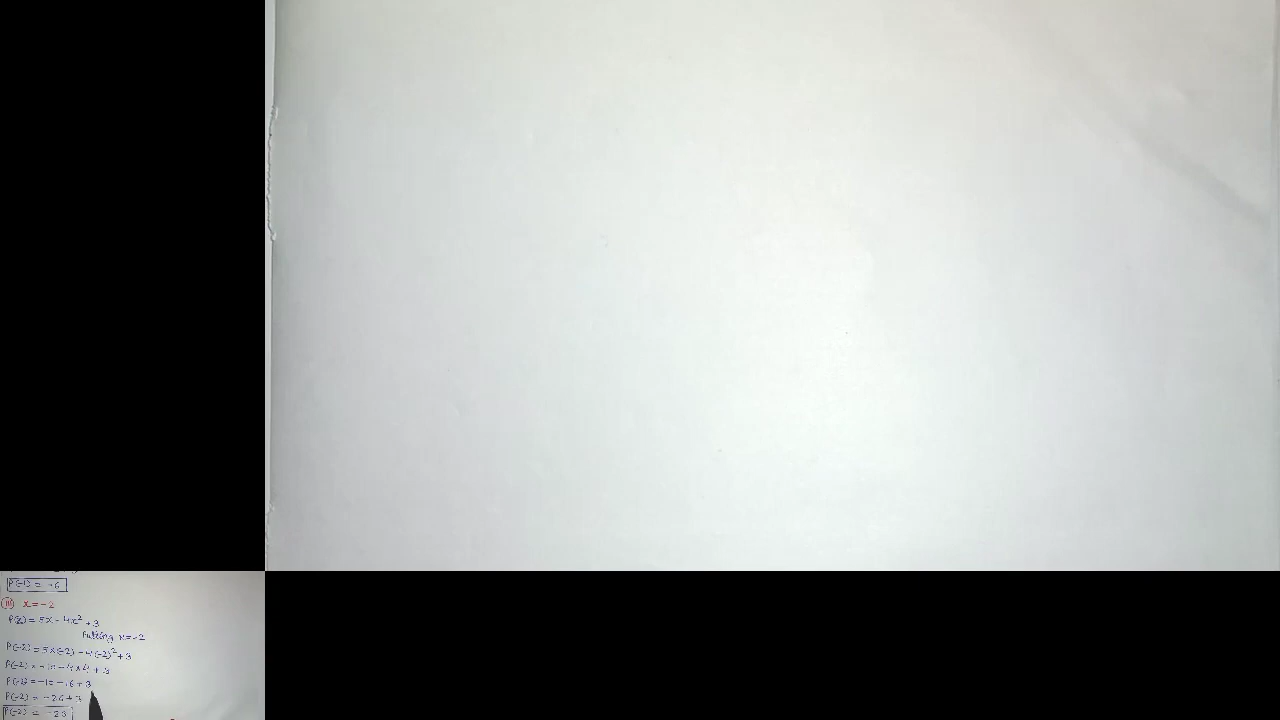 P(-1) = -6
(iii) x = -2
P(x) = 5x - 4x² + 3
Putting x = -2
P(-2) = 5×(-2) - 4(-2)² + 3
P(-2) = -10 - 4×4 + 3
P(-2) = -10 - 16 + 3
P(-2) = -26 + 3
P(-2) = -23